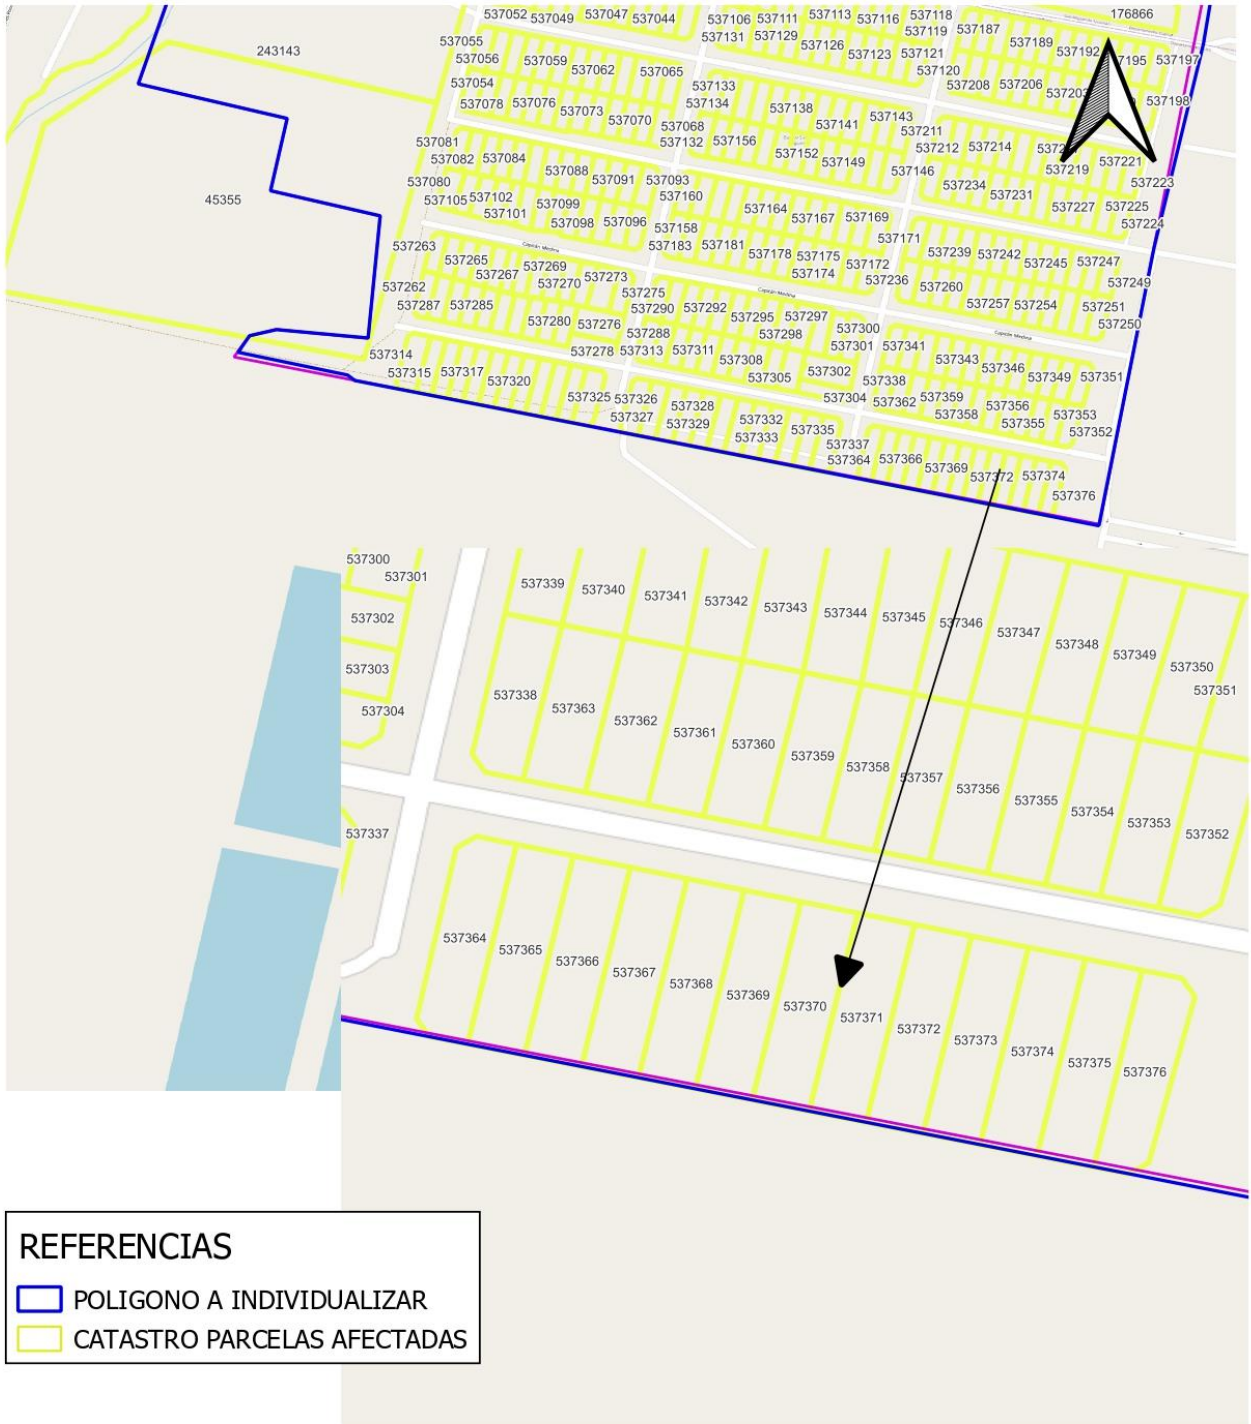 537052 537049 537047 537044 537106 537111 537113 537116 537118 176866
537131 537129 537126 537123 537119 537121 537187 537189 537192 195 537197
537055 537056 537059 537062 537065 537133 537120 537208 537206 537203 537198
537054 537078 537076 537073 537070 537068 537134 537138 537141 537143 537211
537081 537082 537084 537088 537091 537093 537132 537156 537152 537149 537146 537212 537214 537219 537221 537223
537080 537105 537102 537101 537099 537098 537096 537160 537164 537167 537169 537234 537231 537227 537225 537224
243143
45355
537158 537183 537181 537178 537175 537174 537172 537171 537236 537239 537242 537245 537247 537249
Capitán Medina
537263 537265 537267 537269 537270 537273 537275 537260 537257 537254 537251 537250
537262 537287 537285 537280 537276 537278 537290 537292 537295 537297 537298 537300 537301
Capitán Medina
Capitán Medina
537288 537313 537311 537308 537305 537302 537304 537341 537343 537346 537349 537351
537314 537315 537317 537320 537325 537326 537327 537328 537329 537332 537333 537335 537337 537338 537362 537359 537358 537356 537355 537353 537352
537364 537366 537369 537372 537374 537376
537300
537301
537302
537303
537304
537337
537339 537340 537341 537342 537343 537344 537345 537346 537347 537348 537349 537350
537351
537338 537363 537362 537361 537360 537359 537358 537357 537356 537355 537354 537353 537352
537364 537365 537366 537367 537368 537369 537370 537371 537372 537373 537374 537375 537376
REFERENCIAS
POLIGONO A INDIVIDUALIZAR
CATASTRO PARCELAS AFECTADAS